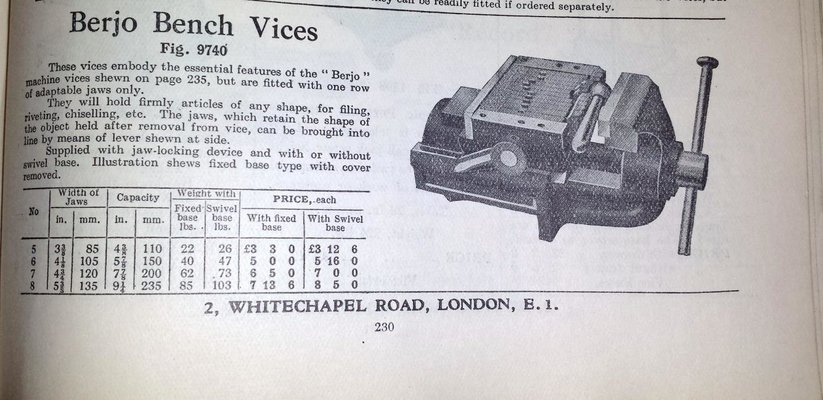 they can be readily fitted if ordered separately.
Berjo Bench Vices
Fig. 9740
These vices embody the essential features of the "Berjo"
machine vices shewn on page 235, but are fitted with one row
of adaptable jaws only.
They will hold firmly articles of any shape, for filing,
riveting, chiselling, etc. The jaws, which retain the shape of
the object held after removal from vice, can be brought into
line by means of lever shewn at side.
Supplied with jaw-locking device and with or without
swivel base. Illustration shews fixed base type with cover
removed.
No Width of Jaws Capacity Weight with PRICE, each
in. mm. in. mm. Fixed base lbs. Swivel base lbs. With fixed base With Swivel base
5 3⅜ 85 4⅜ 110 22 26 £3 3 0 £3 12 6
6 4⅛ 105 5⅞ 150 40 47 5 0 0 5 16 0
7 4¾ 120 7⅞ 200 62 73 6 5 0 7 0 0
8 5⅜ 135 9¼ 235 85 103 7 13 6 8 5 0
2, WHITECHAPEL ROAD, LONDON, E.1.
230